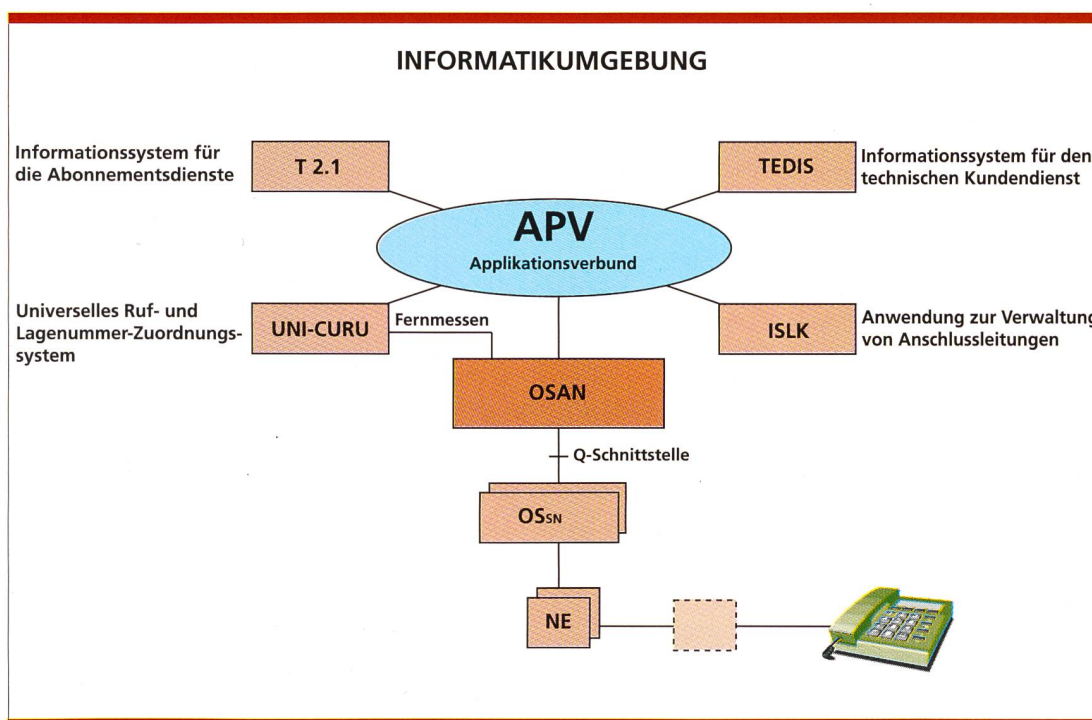 INFORMATIKUMGEBUNG
Informationssystem für
die Abonnementsdienste
T 2.1
TEDIS
Informationssystem für den
technischen Kundendienst
APV
Applikationsverbund
Universelles Ruf- und
Lagenummer-Zuordnungs-
system
UNI-CURU
Fernmessen
ISLK
Anwendung zur Verwaltung
von Anschlussleitungen
OSAN
Q-Schnittstelle
OSSN
NE